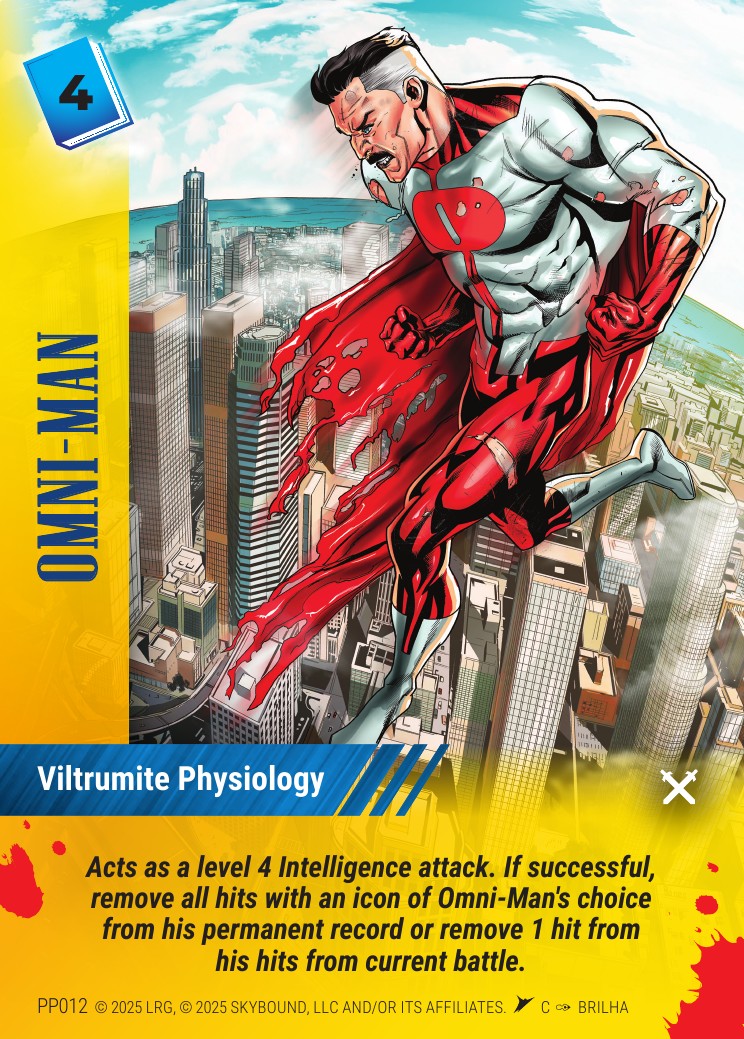 4
OMNI-MAN
Viltrumite Physiology
Acts as a level 4 Intelligence attack. If successful,
remove all hits with an icon of Omni-Man's choice
from his permanent record or remove 1 hit from
his hits from current battle.
PP012 © 2025 LRG, © 2025 SKYBOUND, LLC AND/OR ITS AFFILIATES. C BRILHA